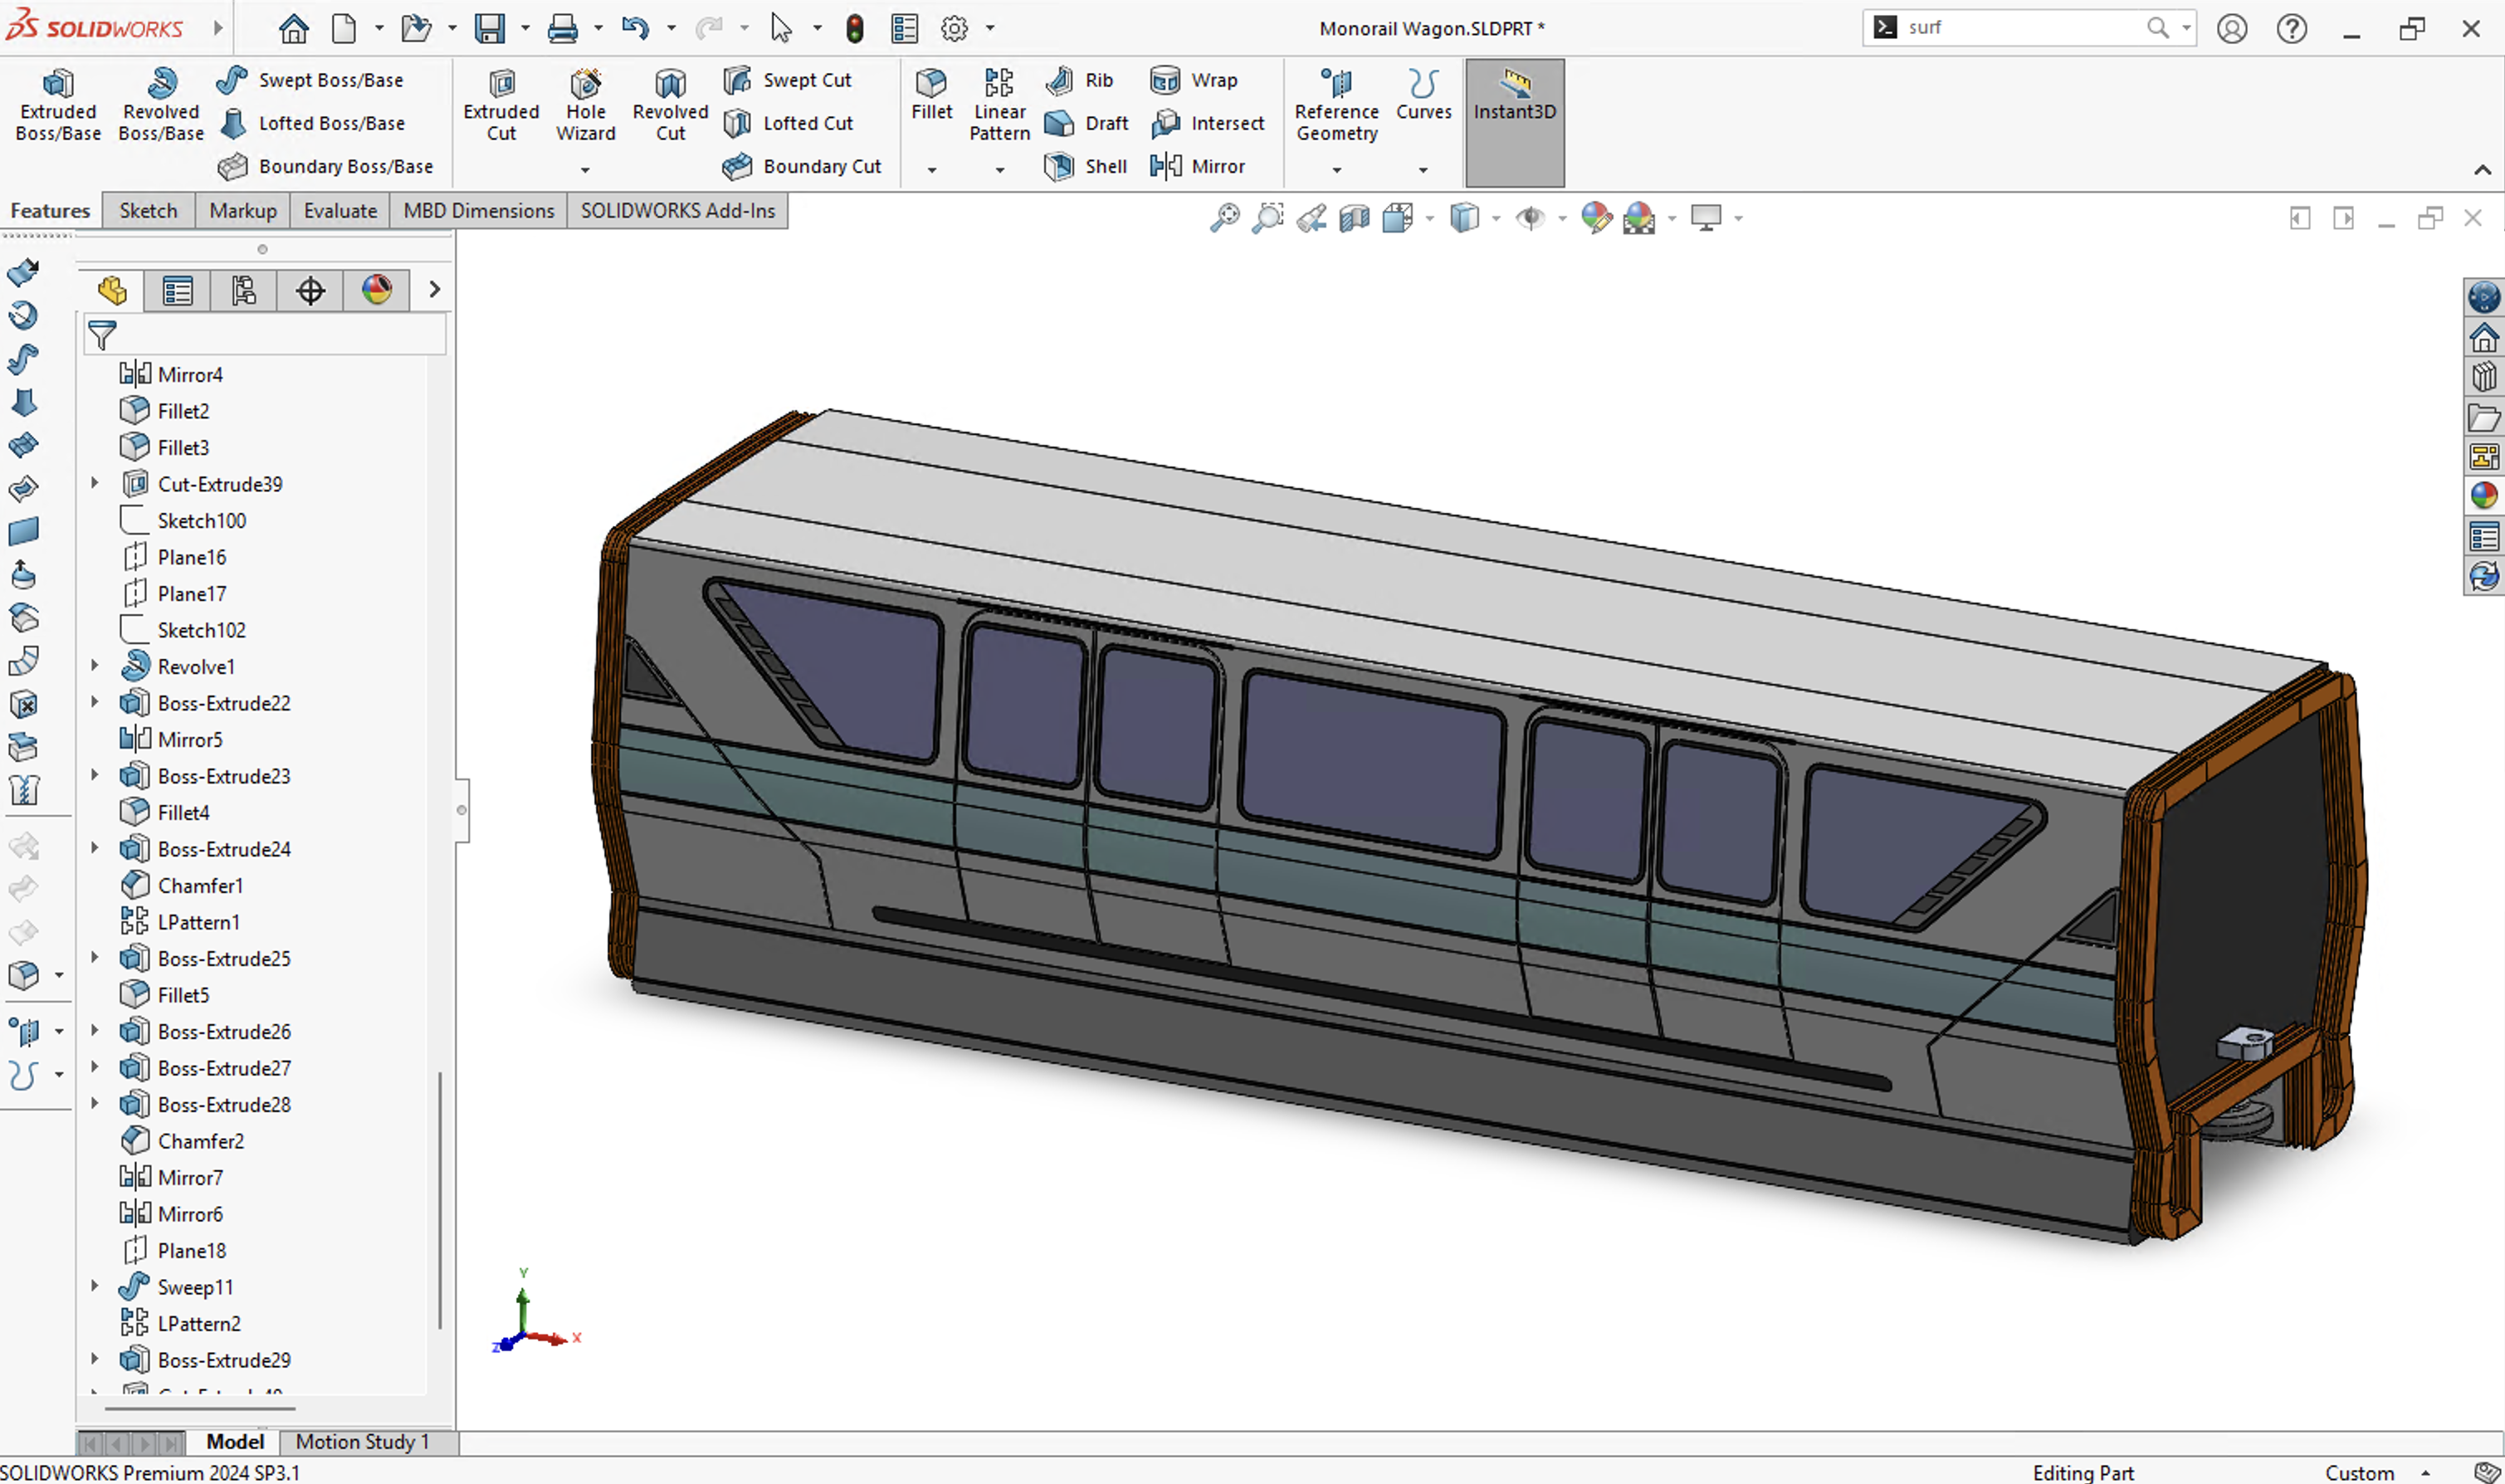 SOLIDWORKS
Monorail Wagon.SLDPRT *
surf
Extruded Boss/Base
Revolved Boss/Base
Swept Boss/Base
Lofted Boss/Base
Boundary Boss/Base
Extruded Cut
Hole Wizard
Revolved Cut
Swept Cut
Lofted Cut
Boundary Cut
Fillet
Linear Pattern
Rib
Draft
Shell
Wrap
Intersect
Mirror
Reference Geometry
Curves
Instant3D
Features
Sketch
Markup
Evaluate
MBD Dimensions
SOLIDWORKS Add-Ins
Mirror4
Fillet2
Fillet3
Cut-Extrude39
Sketch100
Plane16
Plane17
Sketch102
Revolve1
Boss-Extrude22
Mirror5
Boss-Extrude23
Fillet4
Boss-Extrude24
Chamfer1
LPattern1
Boss-Extrude25
Fillet5
Boss-Extrude26
Boss-Extrude27
Boss-Extrude28
Chamfer2
Mirror7
Mirror6
Plane18
Sweep11
LPattern2
Boss-Extrude29
Y
X
Z
Model
Motion Study 1
SOLIDWORKS Premium 2024 SP3.1
Editing Part
Custom